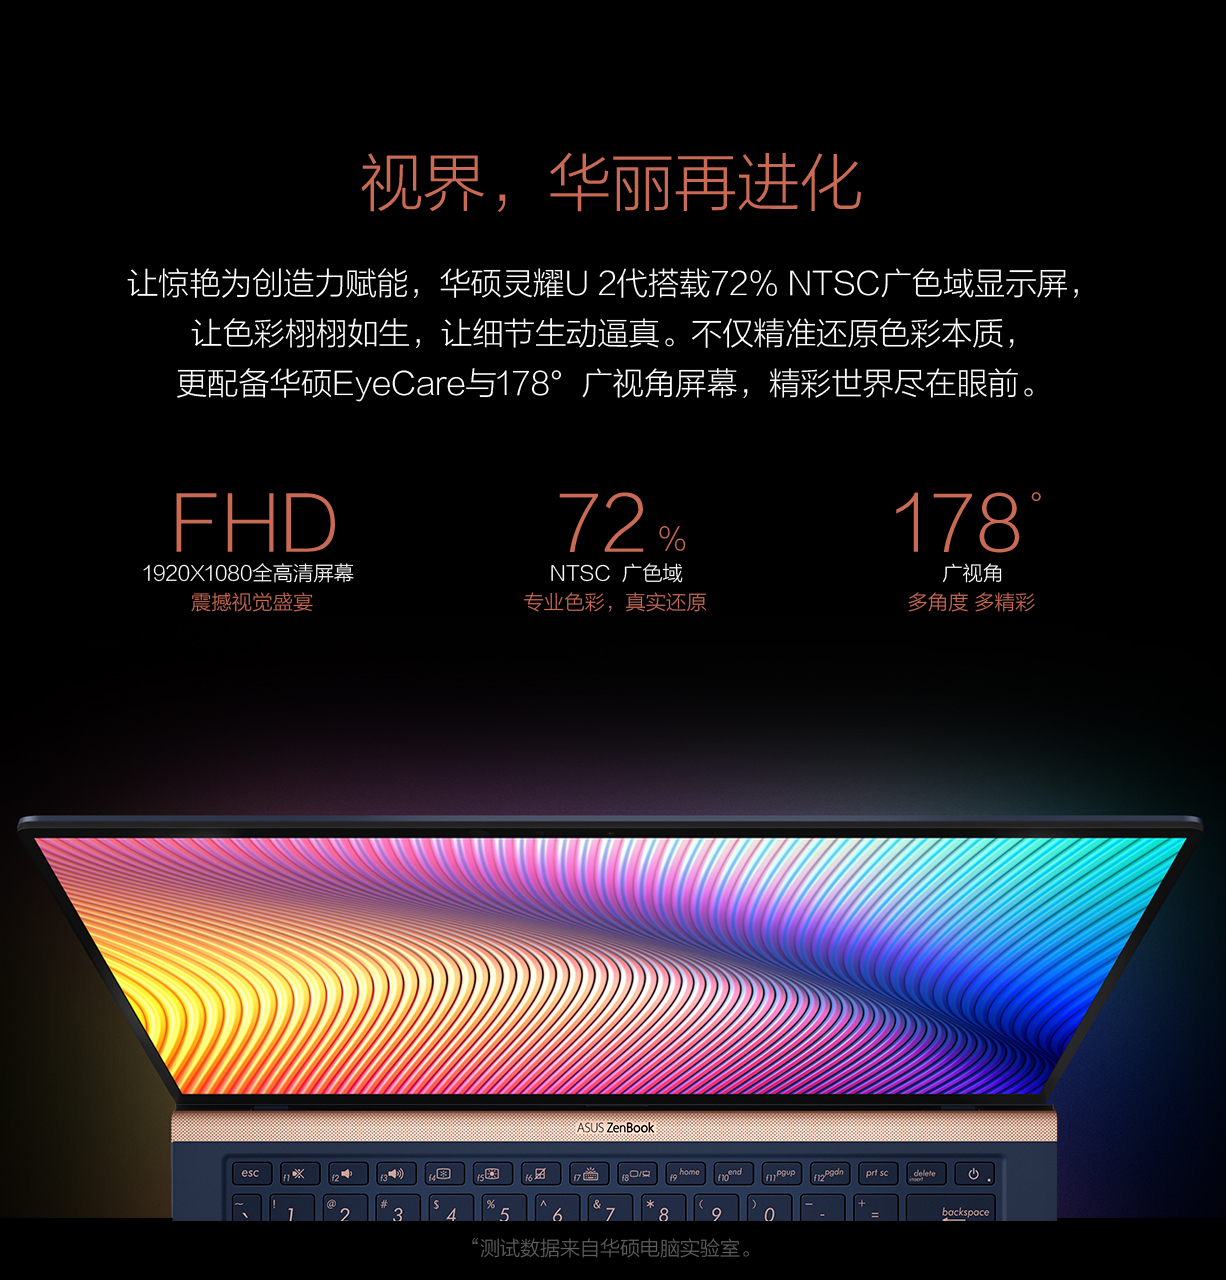 视界，华丽再进化
让惊艳为创造力赋能，华硕灵耀U 2代搭载72% NTSC广色域显示屏，
让色彩栩栩如生，让细节生动逼真。不仅精准还原色彩本质，
更配备华硕EyeCare与178°广视角屏幕，精彩世界尽在眼前。
FHD 72% 178°
1920X1080全高清屏幕 NTSC 广色域 广视角
震撼视觉盛宴 专业色彩，真实还原 多角度 多精彩
ASUS ZenBook
esc f1 f2 f3 f4 f5 f6 f7 f8 f9 home f10 end f11 pgup f12 pgdn prt sc delete insert
~ ! @ # $ % ^ & * ( ) _ +
` 1 2 3 4 5 6 7 8 9 0 - = backspace
“测试数据来自华硕电脑实验室。